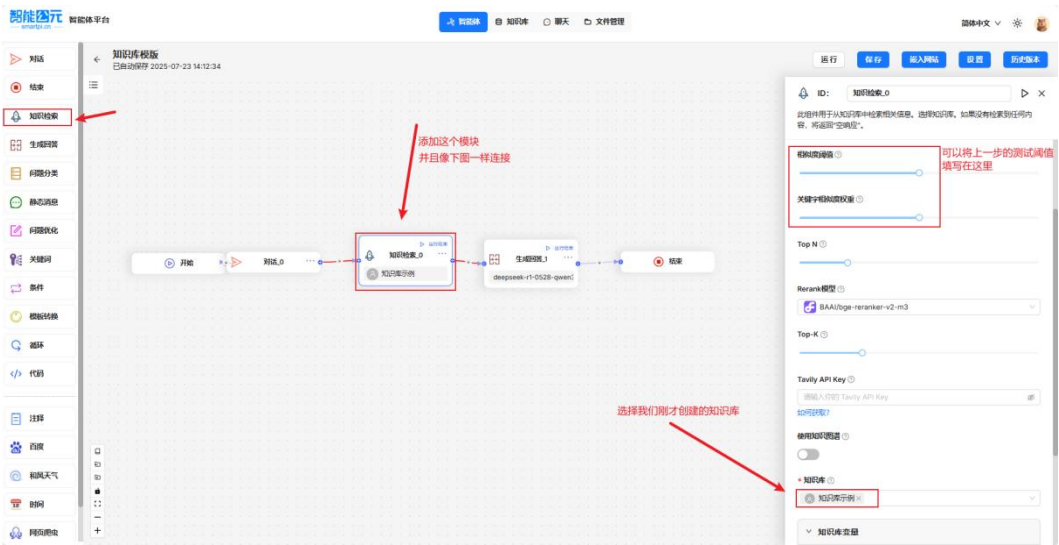 智能公元
smartpi.cn
智能体平台
智能体
知识库
聊天
文件管理
简体中文
知识库模版
已自动保存 2025-07-23 14:12:34
运行
保存
嵌入网站
设置
历史版本
对话
结束
知识检索
生成回答
问题分类
静态消息
问题优化
关键词
条件
模板转换
循环
代码
注释
百度
和风天气
时间
网页爬虫
添加这个模块
并且像下图一样连接
开始
对话_0
运行结果
知识检索_0
知识库示例
运行结果
生成回答_1
deepseek-r1-0528-qwen3
结束
选择我们刚才创建的知识库
ID:
知识检索_0
此组件用于从知识库中检索相关信息。选择知识库。如果没有检索到任何内
容，将返回“空响应”。
相似度阈值
可以将上一步的测试阈值
填写在这里
关键字相似度权重
Top N
Rerank模型
BAAI/bge-reranker-v2-m3
Top-K
Tavily API Key
请输入你的 Tavily API Key
如何获取?
使用知识图谱
* 知识库
知识库示例 ×
知识库变量